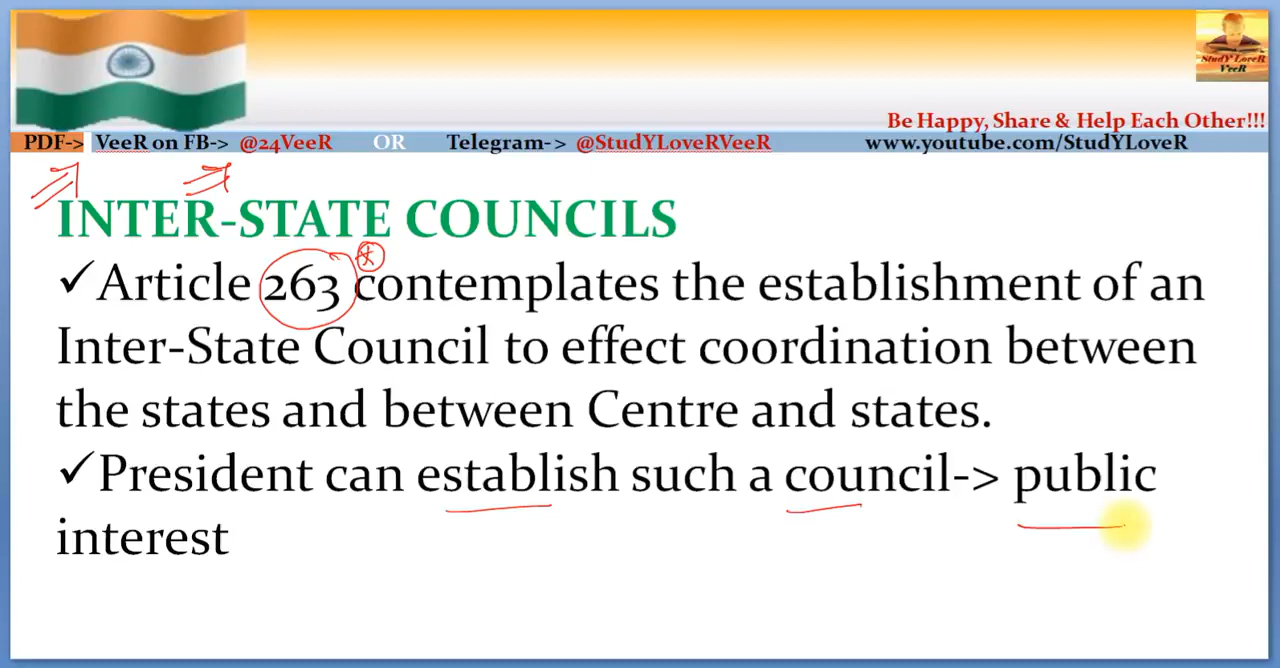 StudY LoveR
VeeR
Be Happy, Share & Help Each Other!!!
PDF-> VeeR on FB-> @24VeeR OR Telegram-> @StudYLoveRVeeR www.youtube.com/StudYLoveR
INTER-STATE COUNCILS
✓Article 263 contemplates the establishment of an
Inter-State Council to effect coordination between
the states and between Centre and states.
✓President can establish such a council-> public
interest